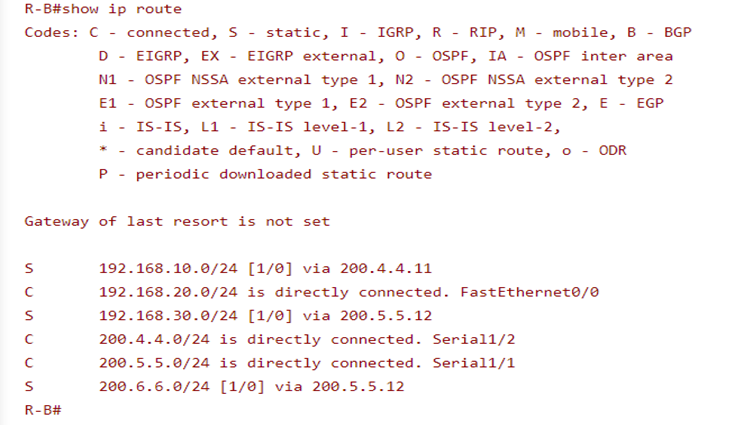 R-B#show ip route
Codes: C - connected, S - static, I - IGRP, R - RIP, M - mobile, B - BGP
D - EIGRP, EX - EIGRP external, O - OSPF, IA - OSPF inter area
N1 - OSPF NSSA external type 1, N2 - OSPF NSSA external type 2
E1 - OSPF external type 1, E2 - OSPF external type 2, E - EGP
i - IS-IS, L1 - IS-IS level-1, L2 - IS-IS level-2,
* - candidate default, U - per-user static route, o - ODR
P - periodic downloaded static route
Gateway of last resort is not set
S 192.168.10.0/24 [1/0] via 200.4.4.11
C 192.168.20.0/24 is directly connected. FastEthernet0/0
S 192.168.30.0/24 [1/0] via 200.5.5.12
C 200.4.4.0/24 is directly connected. Serial1/2
C 200.5.5.0/24 is directly connected. Serial1/1
S 200.6.6.0/24 [1/0] via 200.5.5.12
R-B#